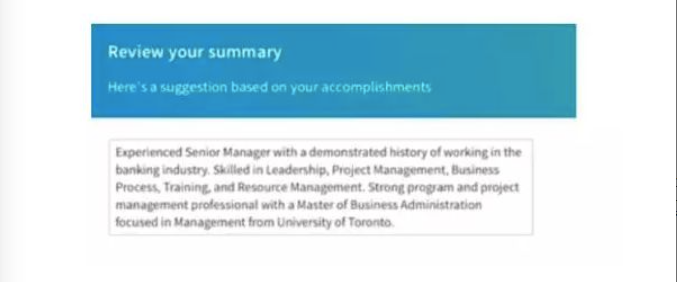 Review your summary
Here's a suggestion based on your accomplishments
Experienced Senior Manager with a demonstrated history of working in the
banking industry. Skilled in Leadership, Project Management, Business
Process, Training, and Resource Management. Strong program and project
management professional with a Master of Business Administration
focused in Management from University of Toronto.